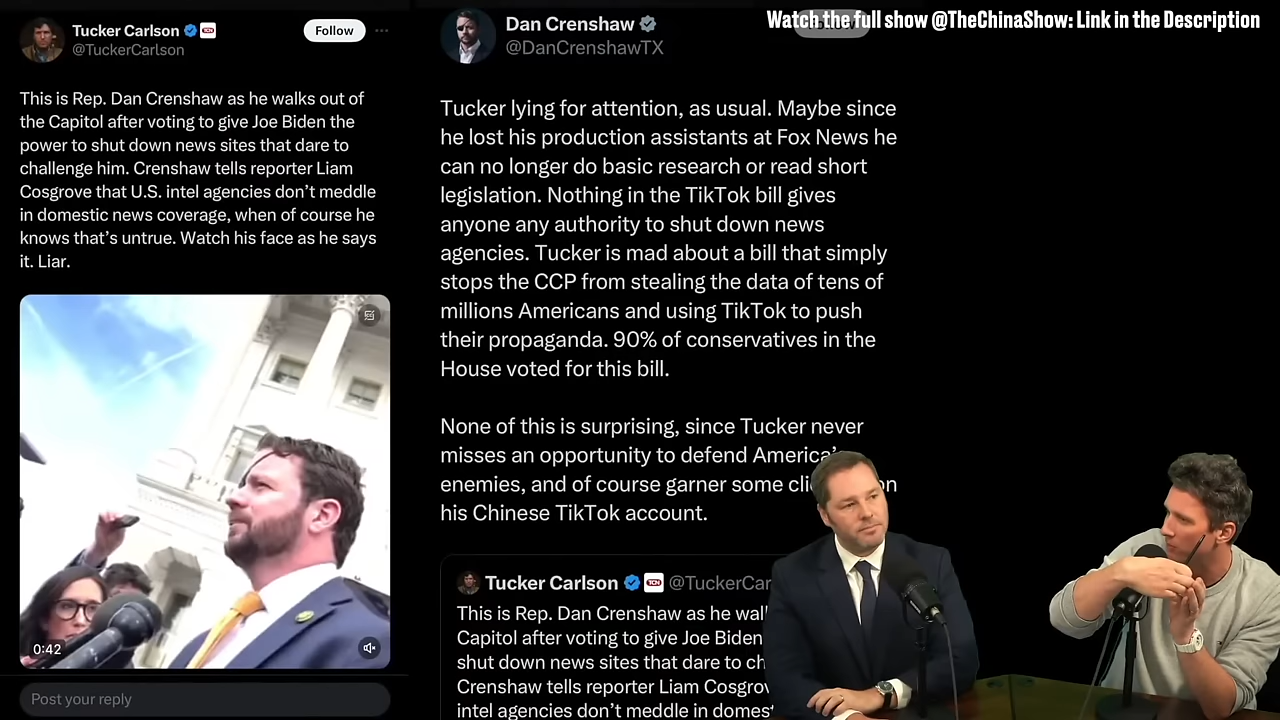 Watch the full show @TheChinaShow: Link in the Description
Tucker Carlson
@TuckerCarlson
Follow
This is Rep. Dan Crenshaw as he walks out of
the Capitol after voting to give Joe Biden the
power to shut down news sites that dare to
challenge him. Crenshaw tells reporter Liam
Cosgrove that U.S. intel agencies don’t meddle
in domestic news coverage, when of course he
knows that’s untrue. Watch his face as he says
it. Liar.
0:42
Post your reply
Dan Crenshaw
@DanCrenshawTX
Tucker lying for attention, as usual. Maybe since
he lost his production assistants at Fox News he
can no longer do basic research or read short
legislation. Nothing in the TikTok bill gives
anyone any authority to shut down news
agencies. Tucker is mad about a bill that simply
stops the CCP from stealing the data of tens of
millions Americans and using TikTok to push
their propaganda. 90% of conservatives in the
House voted for this bill.
None of this is surprising, since Tucker never
misses an opportunity to defend America’
enemies, and of course garner some cli on
his Chinese TikTok account.
Tucker Carlson @TuckerCar
This is Rep. Dan Crenshaw as he wal
Capitol after voting to give Joe Biden
shut down news sites that dare to ch
Crenshaw tells reporter Liam Cosgrov
intel agencies don’t meddle in domest